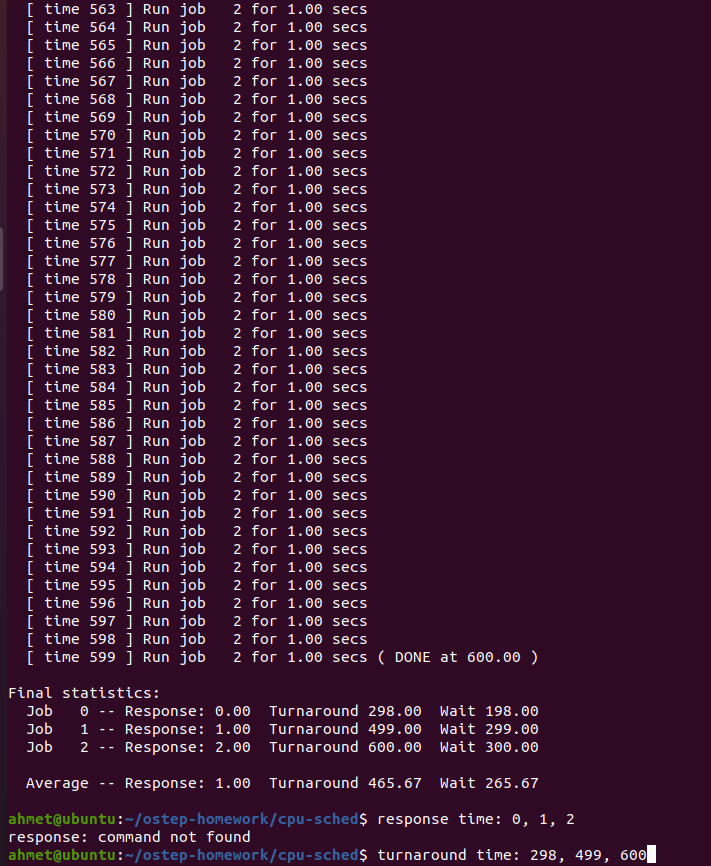 [ time 563 ] Run job   2 for 1.00 secs
[ time 564 ] Run job   2 for 1.00 secs
[ time 565 ] Run job   2 for 1.00 secs
[ time 566 ] Run job   2 for 1.00 secs
[ time 567 ] Run job   2 for 1.00 secs
[ time 568 ] Run job   2 for 1.00 secs
[ time 569 ] Run job   2 for 1.00 secs
[ time 570 ] Run job   2 for 1.00 secs
[ time 571 ] Run job   2 for 1.00 secs
[ time 572 ] Run job   2 for 1.00 secs
[ time 573 ] Run job   2 for 1.00 secs
[ time 574 ] Run job   2 for 1.00 secs
[ time 575 ] Run job   2 for 1.00 secs
[ time 576 ] Run job   2 for 1.00 secs
[ time 577 ] Run job   2 for 1.00 secs
[ time 578 ] Run job   2 for 1.00 secs
[ time 579 ] Run job   2 for 1.00 secs
[ time 580 ] Run job   2 for 1.00 secs
[ time 581 ] Run job   2 for 1.00 secs
[ time 582 ] Run job   2 for 1.00 secs
[ time 583 ] Run job   2 for 1.00 secs
[ time 584 ] Run job   2 for 1.00 secs
[ time 585 ] Run job   2 for 1.00 secs
[ time 586 ] Run job   2 for 1.00 secs
[ time 587 ] Run job   2 for 1.00 secs
[ time 588 ] Run job   2 for 1.00 secs
[ time 589 ] Run job   2 for 1.00 secs
[ time 590 ] Run job   2 for 1.00 secs
[ time 591 ] Run job   2 for 1.00 secs
[ time 592 ] Run job   2 for 1.00 secs
[ time 593 ] Run job   2 for 1.00 secs
[ time 594 ] Run job   2 for 1.00 secs
[ time 595 ] Run job   2 for 1.00 secs
[ time 596 ] Run job   2 for 1.00 secs
[ time 597 ] Run job   2 for 1.00 secs
[ time 598 ] Run job   2 for 1.00 secs
[ time 599 ] Run job   2 for 1.00 secs ( DONE at 600.00 )
Final statistics:
Job   0 -- Response: 0.00  Turnaround 298.00  Wait 198.00
Job   1 -- Response: 1.00  Turnaround 499.00  Wait 299.00
Job   2 -- Response: 2.00  Turnaround 600.00  Wait 300.00
Average -- Response: 1.00  Turnaround 465.67  Wait 265.67
ahmet@ubuntu:~/ostep-homework/cpu-sched$ response time: 0, 1, 2
response: command not found
ahmet@ubuntu:~/ostep-homework/cpu-sched$ turnaround time: 298, 499, 600